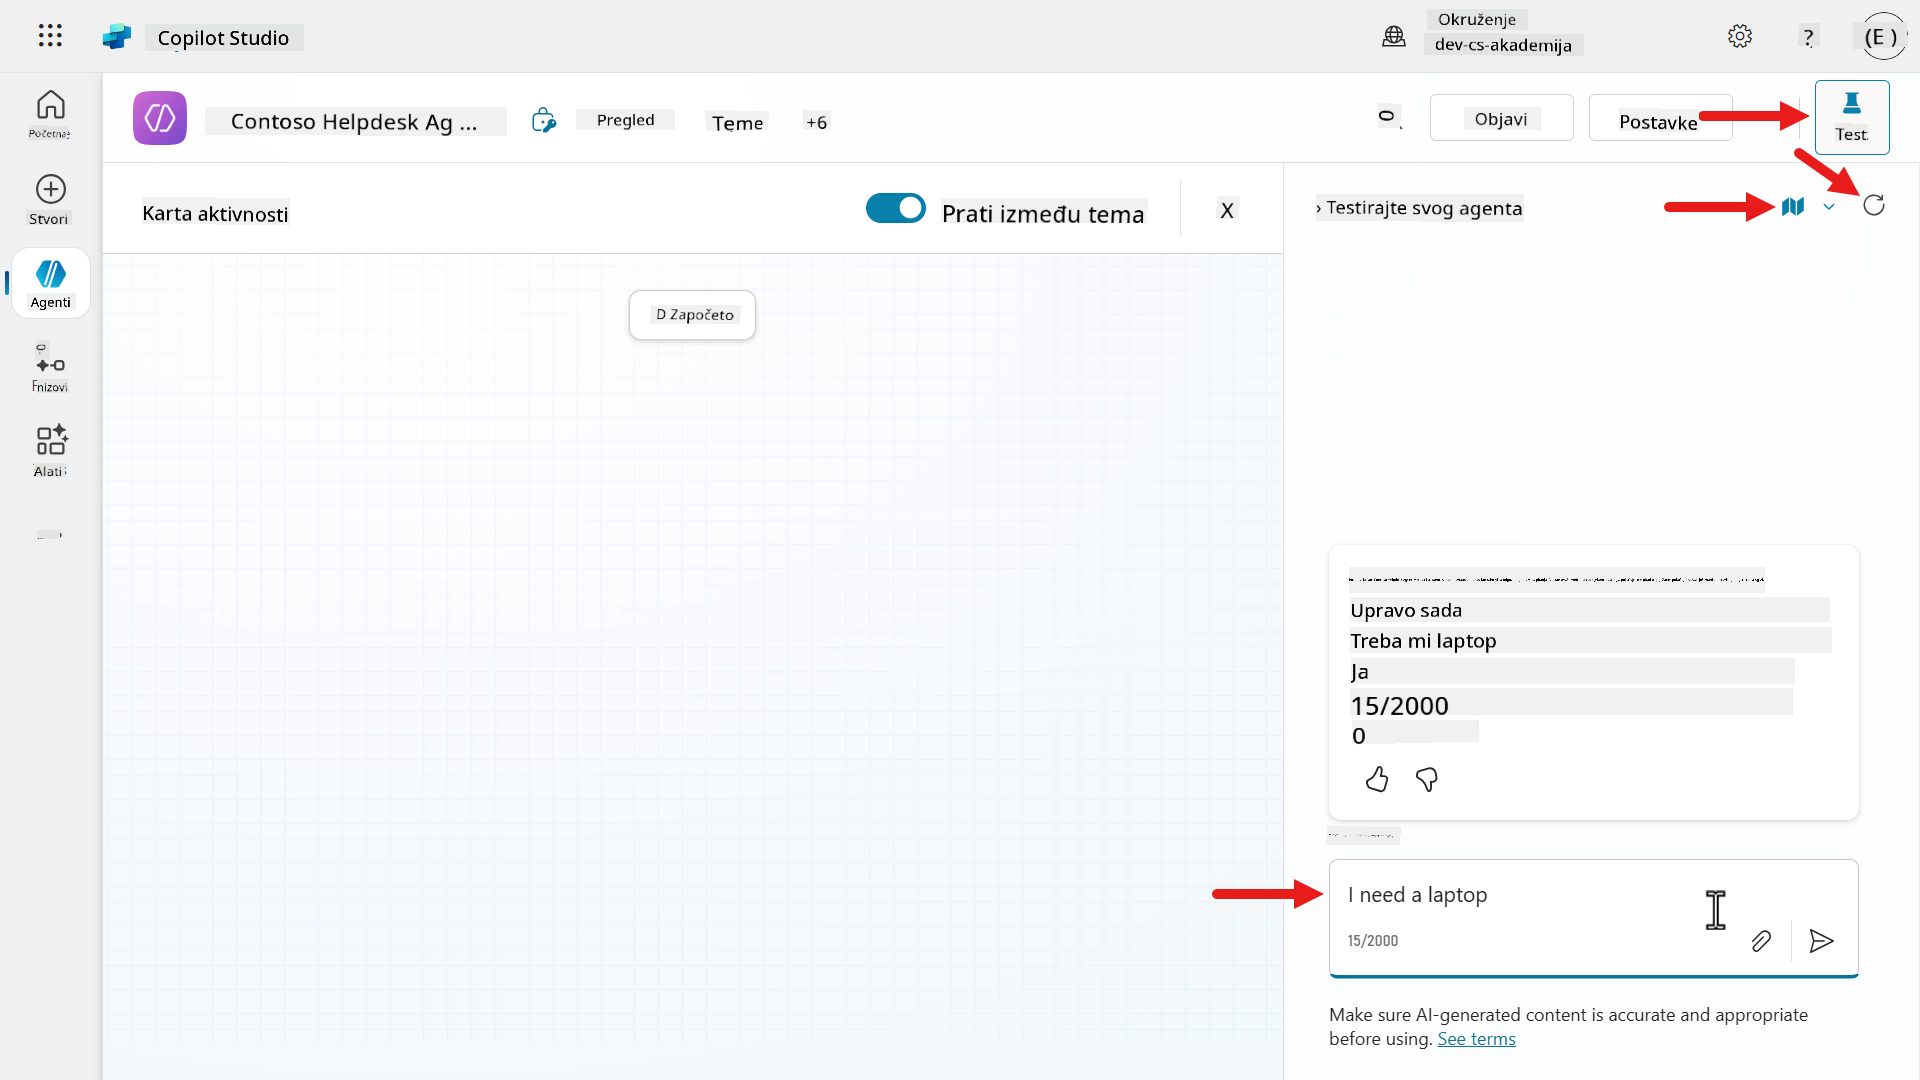 Copilot Studio
Okruženje
dev-cs-akademija
?
(E )
Početnaj
Contoso Helpdesk Ag ...
Pregled
Teme
+6
Objavi
Postavke
Test
Stvori
Karta aktivnosti
Prati između tema
X
› Testirajte svog agenta
Agenti
D Započeto
Fnizovi
Alati
Upravo sada
Treba mi laptop
Ja
15/2000
0
I need a laptop
15/2000
Make sure AI-generated content is accurate and appropriate
before using. See terms